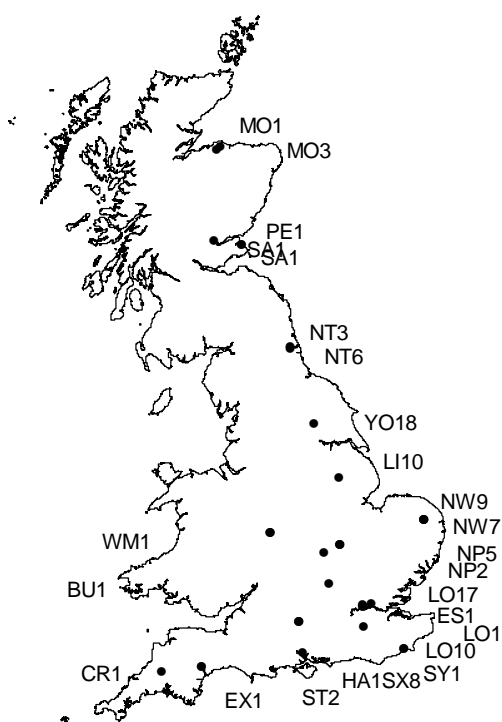 MO1
MO3
PE1
SA1
SA1
NT3
NT6
YO18
LI10
NW9
NW7
WM1
NP5
NP2
BU1
LO17
ES1
LO1
LO10
CR1
HA1SX8
SY1
EX1
ST2